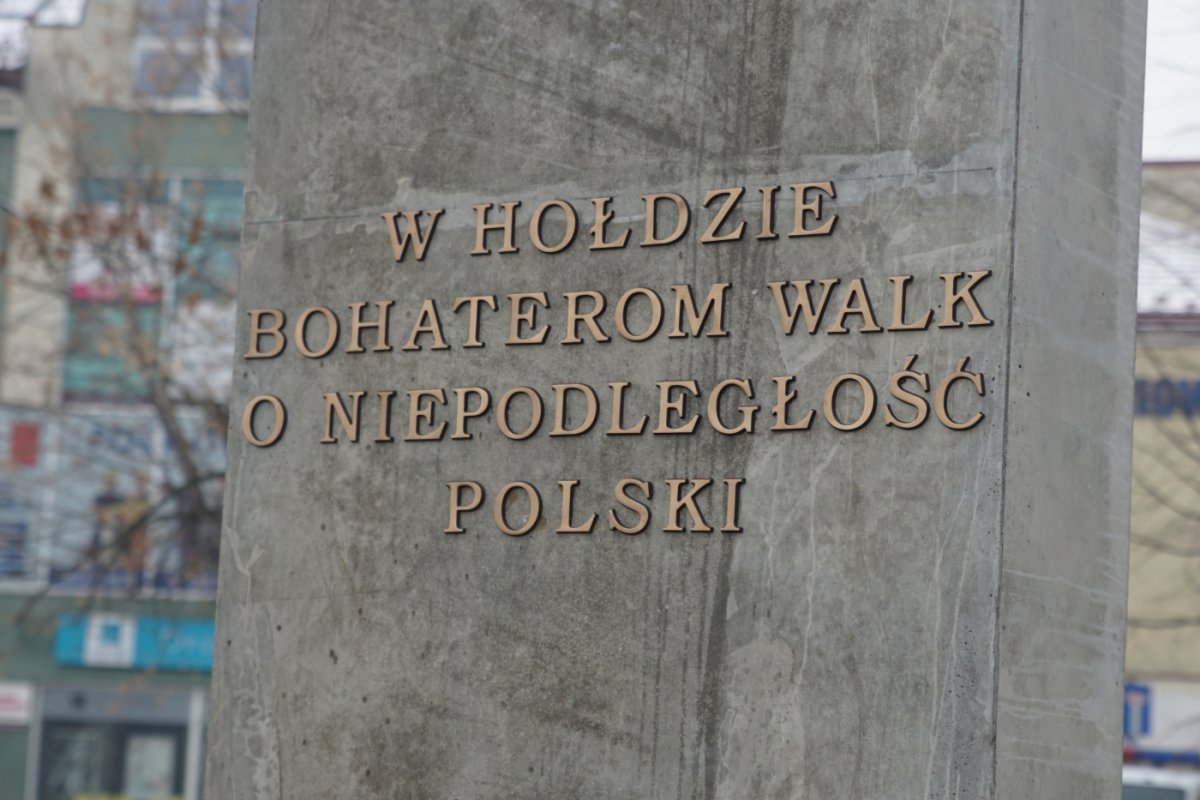 W HOŁDZIE
BOHATEROM WALK
O NIEPODLEGŁOŚĆ
POLSKI